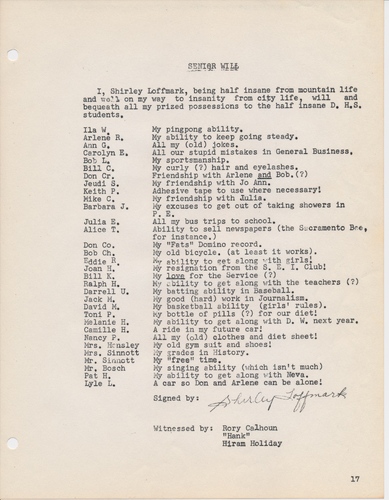 SENIOR WILL
I, Shirley Loffmark, being half insane from mountain life
and well on my way to insanity from city life, will and
bequeath all my prized possessions to the half insane D. H.S.
students.
Ila W. My pingpong ability.
Arlene R. My ability to keep going steady.
Ann G. All my (old) jokes.
Carolyn E. All our stupid mistakes in General Business.
Bob L. My sportsmanship.
Bill C. My curly (?) hair and eyelashes.
Don Cr. Friendship with Arlene and Bob.(?)
Jeudi S. My friendship with Jo Ann.
Keith P. Adhesive tape to use where necessary!
Mike C. My friendship with Julia.
Barbara J. My excuses to get out of taking showers in
P. E.
Julia E. All my bus trips to school.
Alice T. Ability to sell newspapers (the Sacramento Bee,
for instance.)
Don Co. My "Fats" Domino record.
Bob Ch. My old bicycle. (at least it works).
Eddie R. My ability to get along with girls!
Joan H. My resignation from the S. E. I. Club!
Bill K. My love for the Service (?)
Ralph H. My ability to get along with the teachers (?)
Darrell U. My batting ability in Baseball.
Jack M. My good (hard) work in Journalism.
David M. My basketball ability (girls' rules).
Toni P. My bottle of pills (?) for our diet!
Melanie H. My ability to get along with D. W. next year.
Camille H. A ride in my future car!
Nancy P. All my (old) clothes and diet sheet!
Mrs. Hensley My old gym suit and shoes!
Mrs. Sinnott My grades in History.
Mr. Sinnott My "free" time.
Mr. Bosch My singing ability (which isn't much)
Pat H. My ability to get along with Neva.
Lyle L. A car so Don and Arlene can be alone!
Signed by: Shirley Loffmark
Witnessed by: Rory Calhoun
"Hank"
Hiram Holiday
17